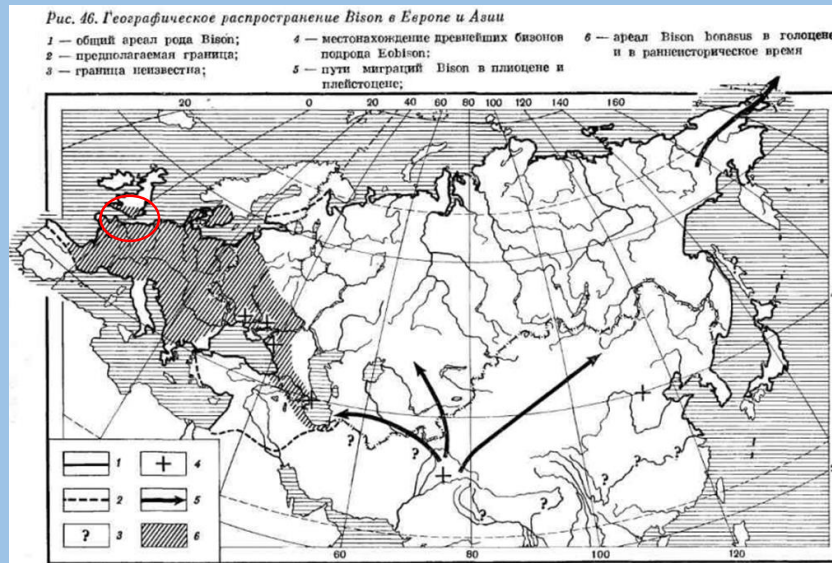 Рис. 46. Географическое распространение Bison в Европе и Азии
1 — общий ареал рода Bison;
2 — предполагаемая граница;
3 — граница неизвестна;
4 — местонахождение древнейших бизонов
подрода Eobison;
5 — пути миграций Bison в плиоцене и
плейстоцене;
6 — ареал Bison bonasus в голоцене
и в раннеисторическое время
20 0 20 40 60 80 100 120 140 160
? ? ? ? ? ? ? ?
1 4
2 5
? 3 6
60 80 100 120